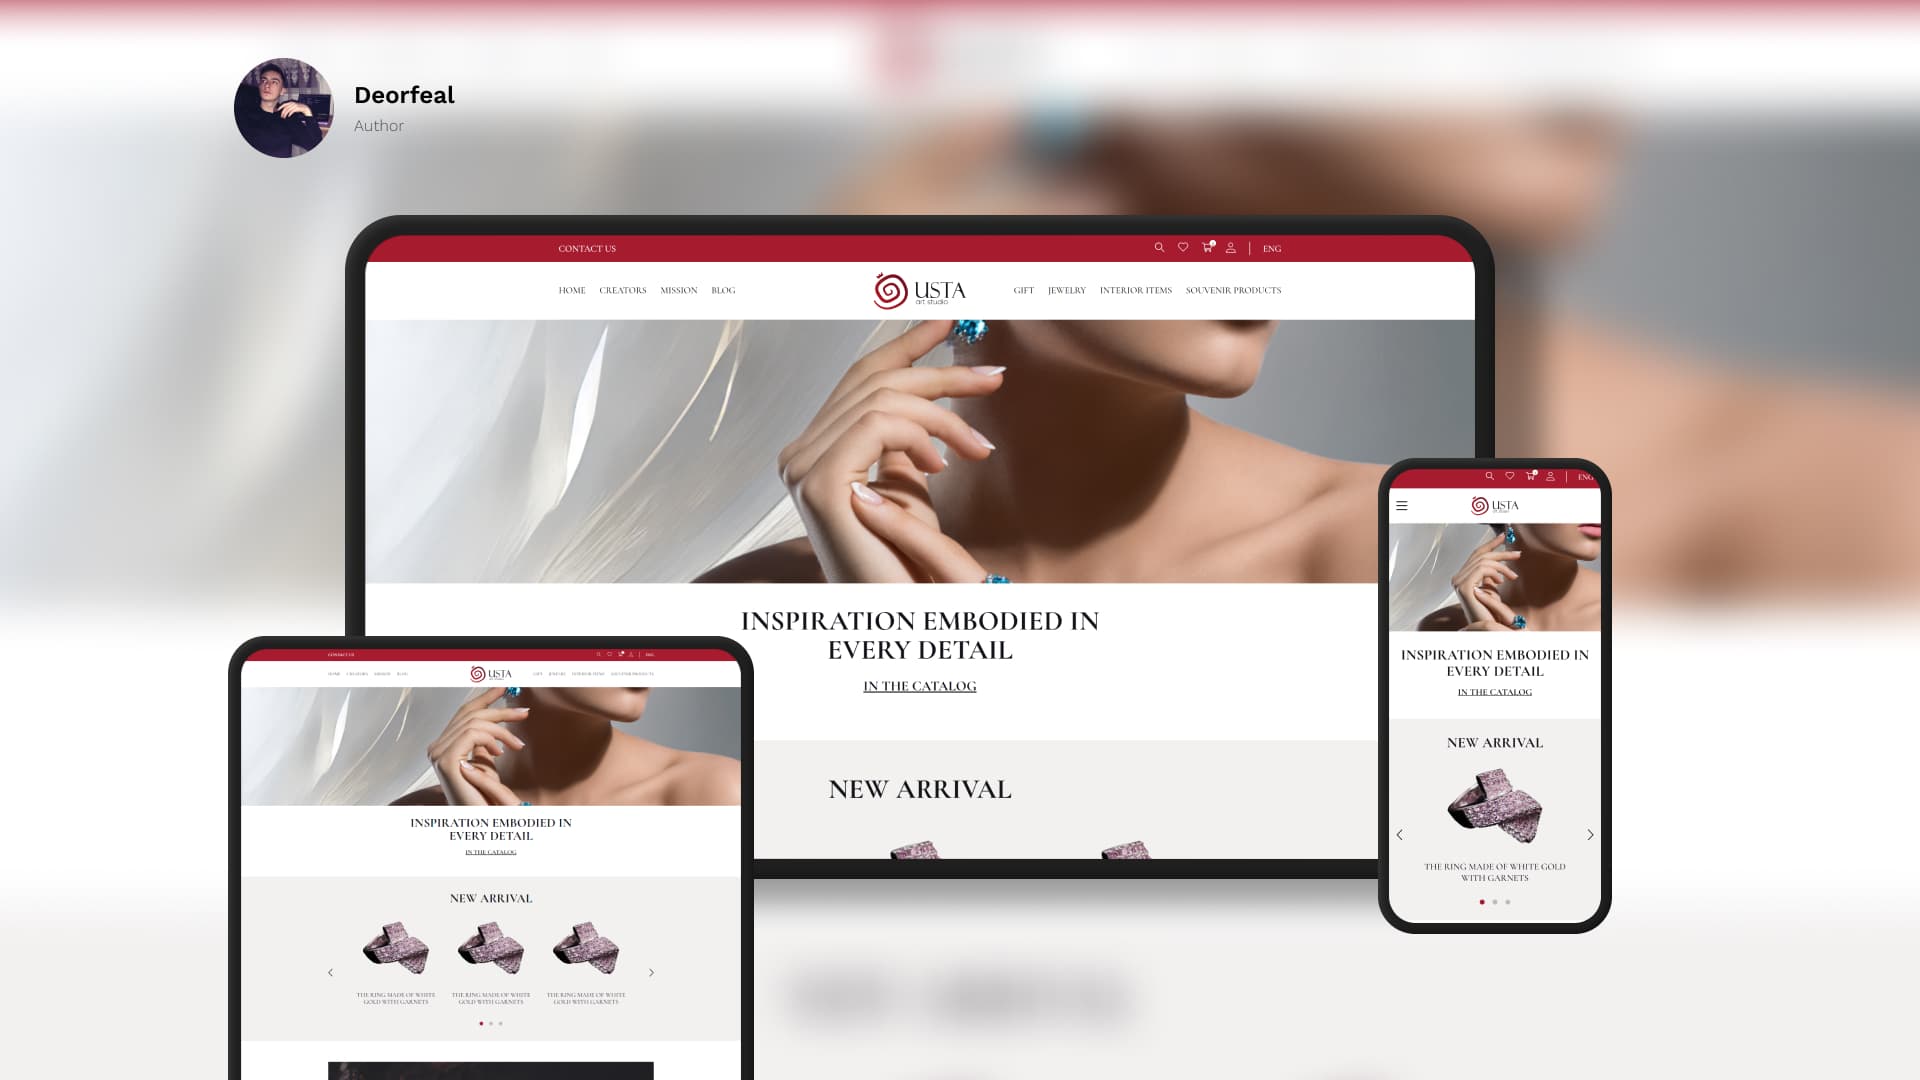 Deorfeal
Author
CONTACT US
ENG
HOME CREATORS MISSION BLOG
USTA
art studio
GIFT JEWELRY INTERIOR ITEMS SOUVENIR PRODUCTS
INSPIRATION EMBODIED IN
EVERY DETAIL
IN THE CATALOG
NEW ARRIVAL
CONTACT US
ENG
HOME CREATORS MISSION BLOG
USTA
art studio
GIFT JEWELRY INTERIOR ITEMS SOUVENIR PRODUCTS
INSPIRATION EMBODIED IN
EVERY DETAIL
IN THE CATALOG
NEW ARRIVAL
THE RING MADE OF WHITE
GOLD WITH GARNETS
THE RING MADE OF WHITE
GOLD WITH GARNETS
THE RING MADE OF WHITE
GOLD WITH GARNETS
ENG
USTA
art studio
INSPIRATION EMBODIED IN
EVERY DETAIL
IN THE CATALOG
NEW ARRIVAL
THE RING MADE OF WHITE GOLD
WITH GARNETS